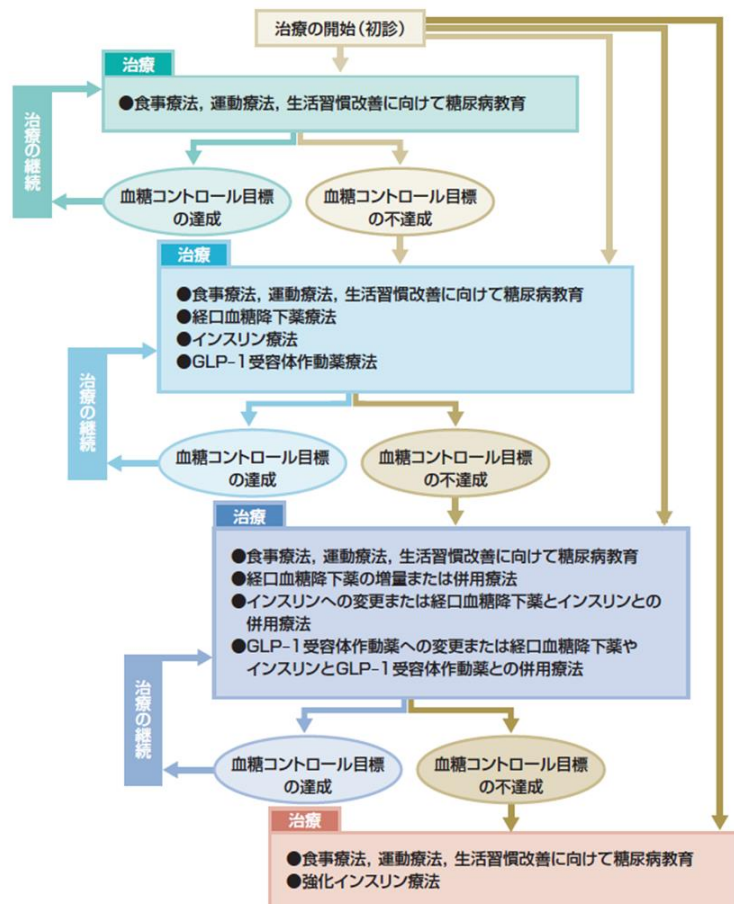 治療の開始(初診)
治療
●食事療法, 運動療法, 生活習慣改善に向けて糖尿病教育
治療の継続
血糖コントロール目標
の達成
血糖コントロール目標
の不達成
治療
●食事療法, 運動療法, 生活習慣改善に向けて糖尿病教育
●経口血糖降下薬療法
●インスリン療法
●GLP-1受容体作動薬療法
治療の継続
血糖コントロール目標
の達成
血糖コントロール目標
の不達成
治療
●食事療法, 運動療法, 生活習慣改善に向けて糖尿病教育
●経口血糖降下薬の増量または併用療法
●インスリンへの変更または経口血糖降下薬とインスリンとの
併用療法
●GLP-1受容体作動薬への変更または経口血糖降下薬や
インスリンとGLP-1受容体作動薬との併用療法
治療の継続
血糖コントロール目標
の達成
血糖コントロール目標
の不達成
治療
●食事療法, 運動療法, 生活習慣改善に向けて糖尿病教育
●強化インスリン療法